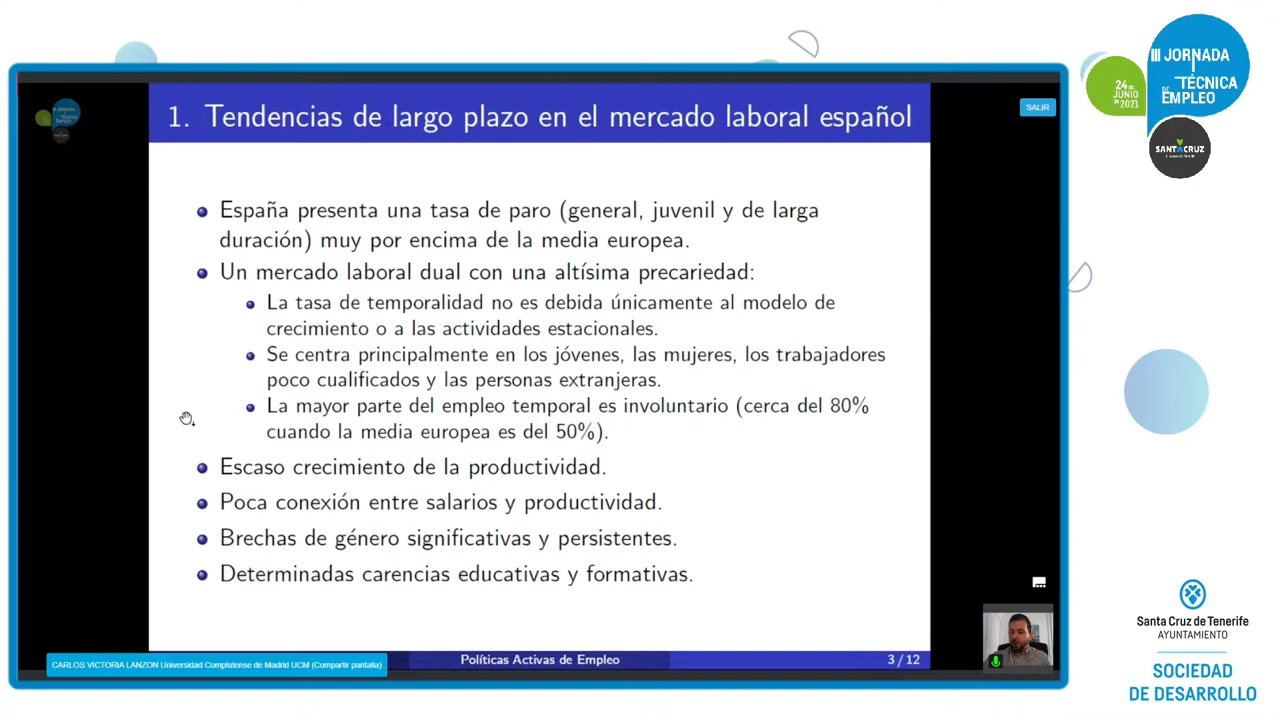 III JORNADA
TÉCNICA
DE EMPLEO
24 de
JUNIO
de 2021
SANTACRUZ
SALIR
1. Tendencias de largo plazo en el mercado laboral español
España presenta una tasa de paro (general, juvenil y de larga
duración) muy por encima de la media europea.
Un mercado laboral dual con una altísima precariedad:
La tasa de temporalidad no es debida únicamente al modelo de
crecimiento o a las actividades estacionales.
Se centra principalmente en los jóvenes, las mujeres, los trabajadores
poco cualificados y las personas extranjeras.
La mayor parte del empleo temporal es involuntario (cerca del 80%
cuando la media europea es del 50%).
Escaso crecimiento de la productividad.
Poca conexión entre salarios y productividad.
Brechas de género significativas y persistentes.
Determinadas carencias educativas y formativas.
CARLOS VICTORIA LANZON Universidad Complutense de Madrid UCM (Compartir pantalla)
Políticas Activas de Empleo
3 / 12
Santa Cruz de Tenerife
AYUNTAMIENTO
SOCIEDAD
DE DESARROLLO